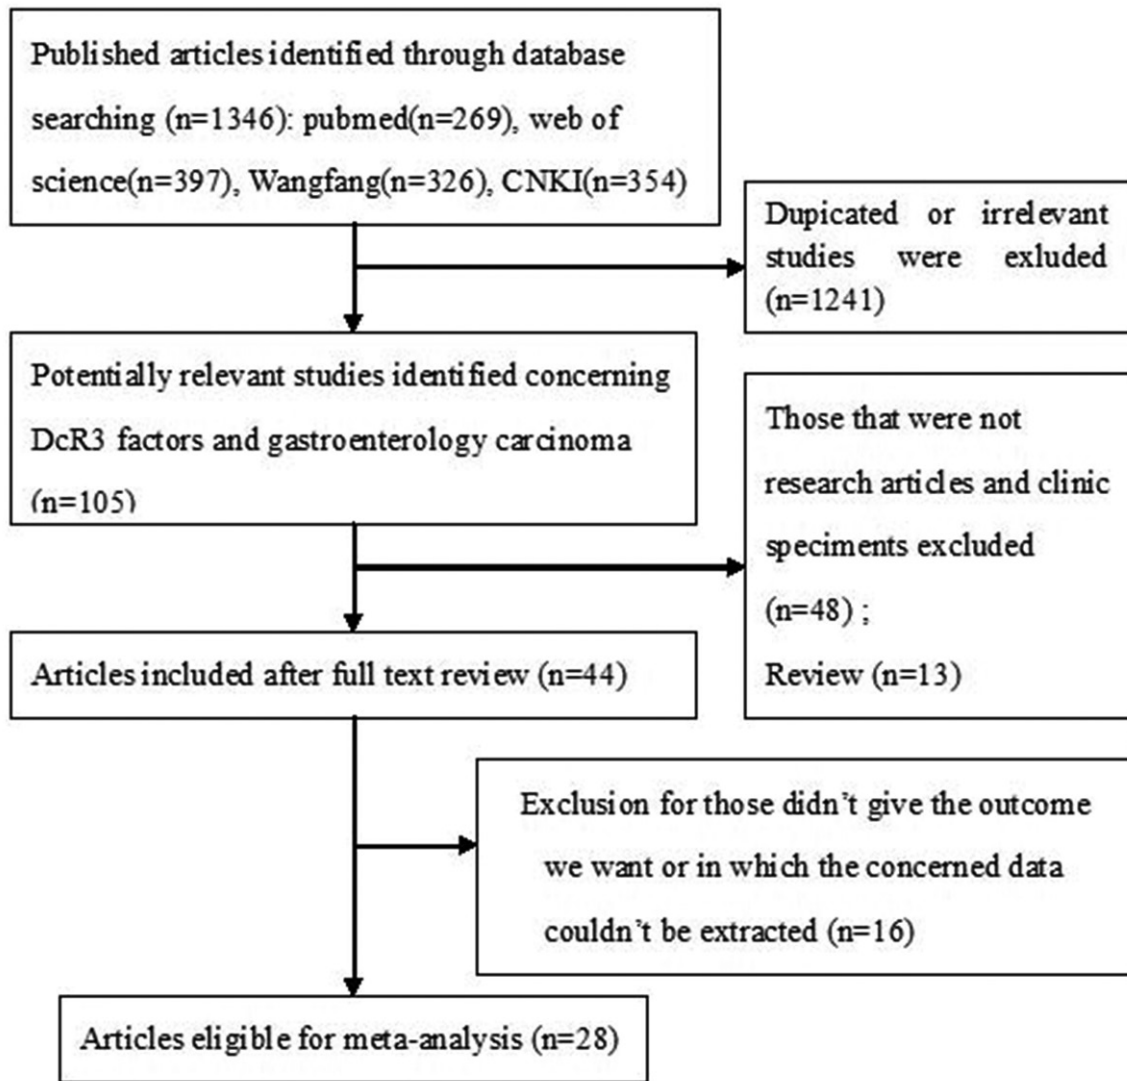 Published articles identified through database
searching (n=1346): pubmed(n=269), web of
science(n=397), Wangfang(n=326), CNKI(n=354)
Dupicated or irrelevant
studies were exluded
(n=1241)
Potentially relevant studies identified concerning
DcR3 factors and gastroenterology carcinoma
(n=105)
Those that were not
research articles and clinic
speciments excluded
(n=48) ;
Review (n=13)
Articles included after full text review (n=44)
Exclusion for those didn't give the outcome
we want or in which the concerned data
couldn't be extracted (n=16)
Articles eligible for meta-analysis (n=28)